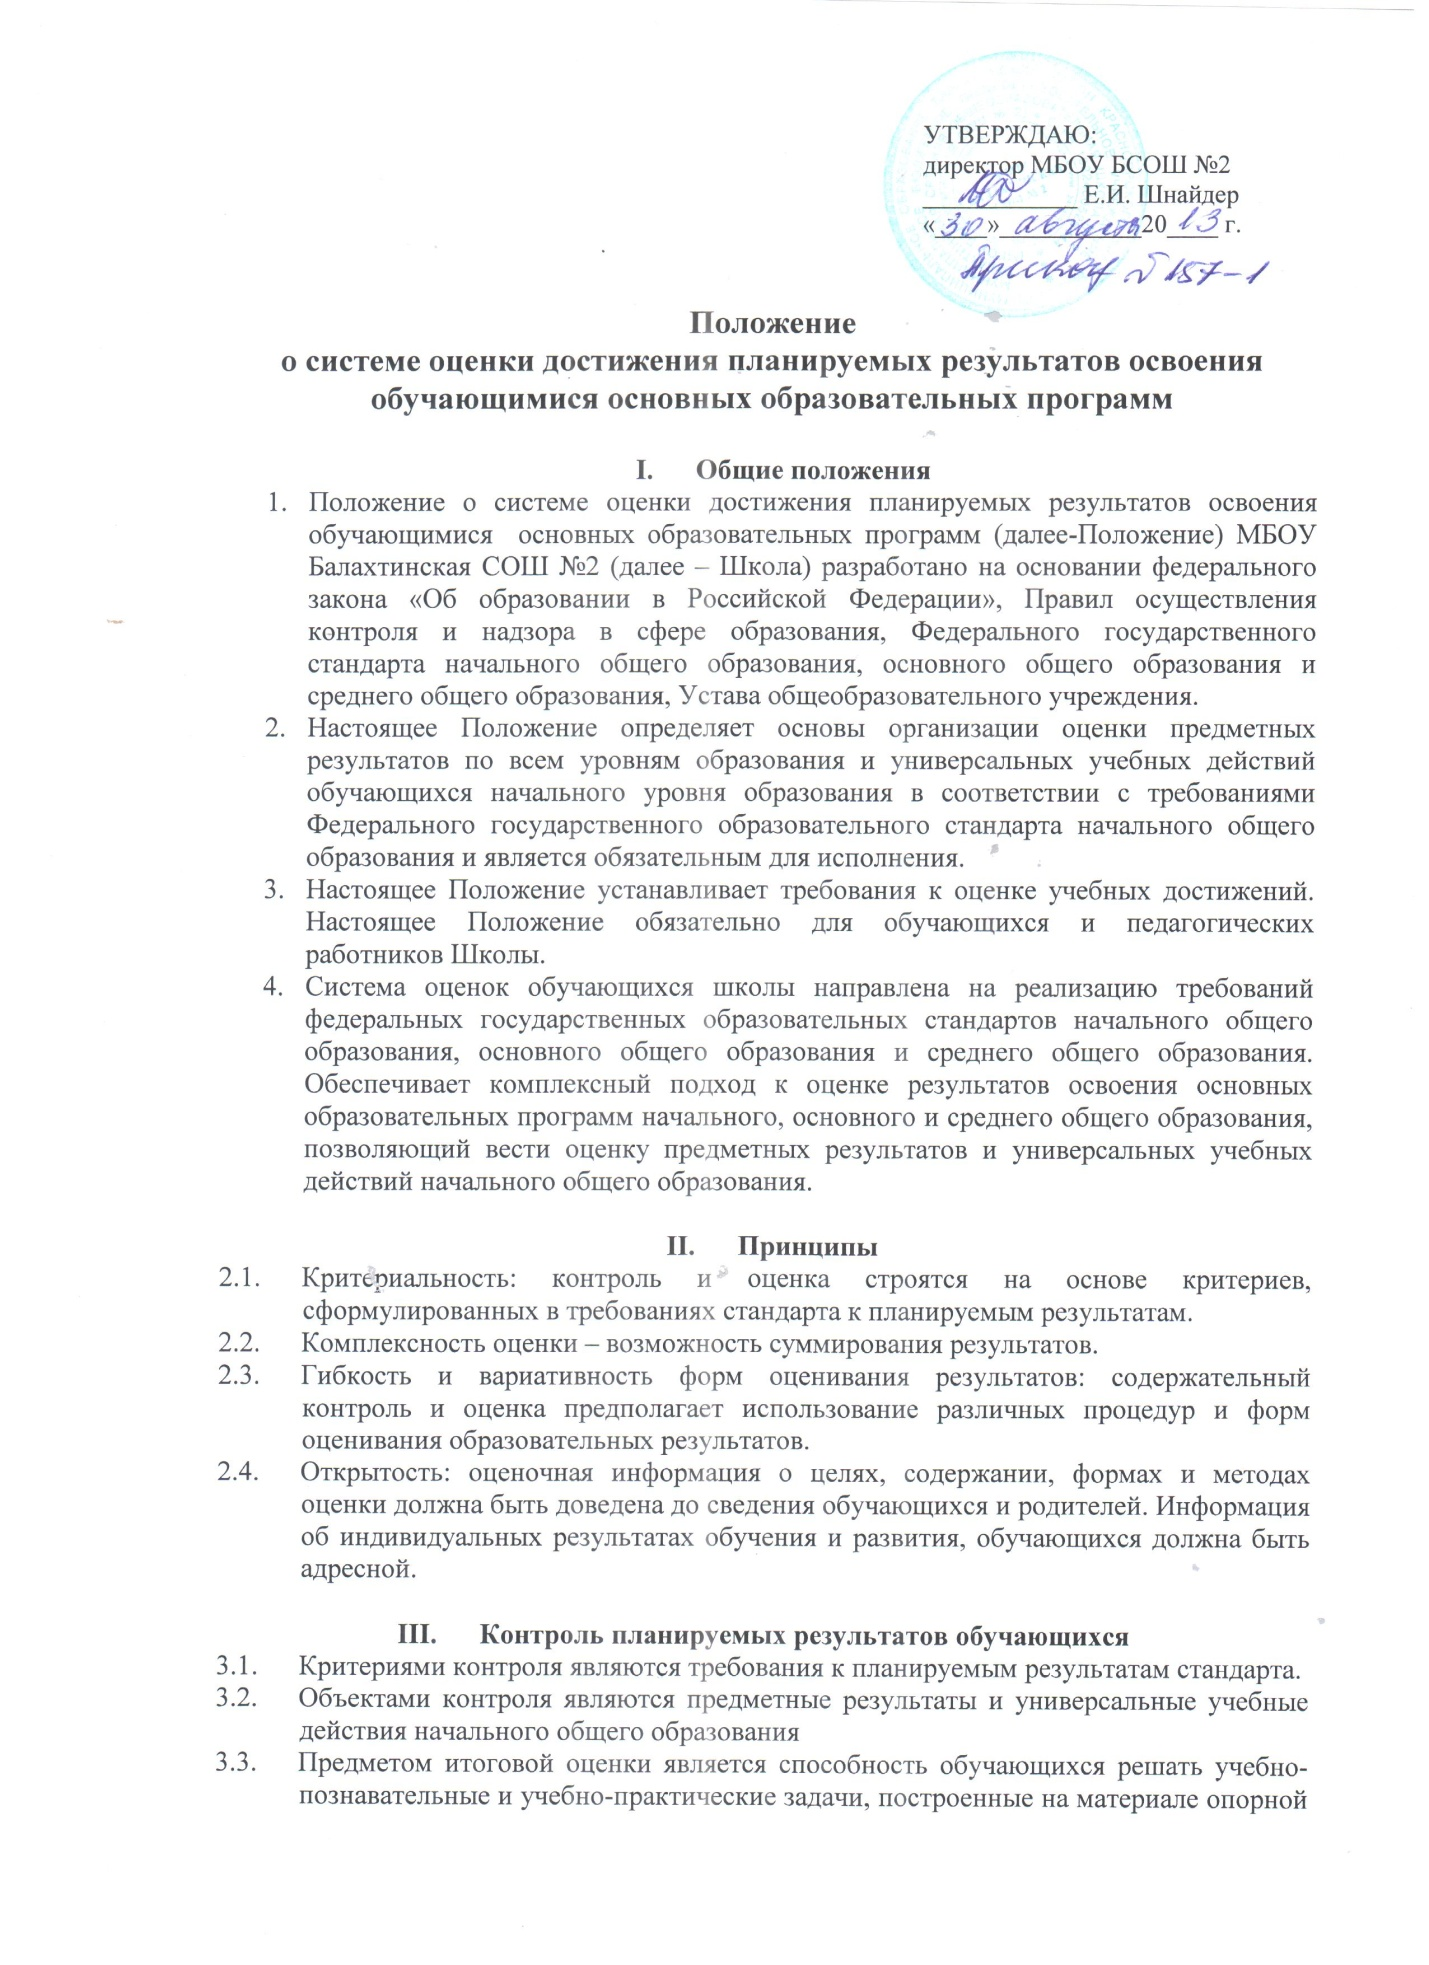 УТВЕРЖДАЮ:
директор МБОУ БСОШ №2
____________ Е.И. Шнайдер
«30» августа 2013 г.
Приказ № 157-1
Положение
о системе оценки достижения планируемых результатов освоения
обучающимися основных образовательных программ
I. Общие положения
1. Положение о системе оценки достижения планируемых результатов освоения
обучающимися основных образовательных программ (далее-Положение) МБОУ
Балахтинская СОШ №2 (далее – Школа) разработано на основании федерального
закона «Об образовании в Российской Федерации», Правил осуществления
контроля и надзора в сфере образования, Федерального государственного
стандарта начального общего образования, основного общего образования и
среднего общего образования, Устава общеобразовательного учреждения.
2. Настоящее Положение определяет основы организации оценки предметных
результатов по всем уровням образования и универсальных учебных действий
обучающихся начального уровня образования в соответствии с требованиями
Федерального государственного образовательного стандарта начального общего
образования и является обязательным для исполнения.
3. Настоящее Положение устанавливает требования к оценке учебных достижений.
Настоящее Положение обязательно для обучающихся и педагогических
работников Школы.
4. Система оценок обучающихся школы направлена на реализацию требований
федеральных государственных образовательных стандартов начального общего
образования, основного общего образования и среднего общего образования.
Обеспечивает комплексный подход к оценке результатов освоения основных
образовательных программ начального, основного и среднего общего образования,
позволяющий вести оценку предметных результатов и универсальных учебных
действий начального общего образования.
II. Принципы
2.1. Критериальность: контроль и оценка строятся на основе критериев,
сформулированных в требованиях стандарта к планируемым результатам.
2.2. Комплексность оценки – возможность суммирования результатов.
2.3. Гибкость и вариативность форм оценивания результатов: содержательный
контроль и оценка предполагает использование различных процедур и форм
оценивания образовательных результатов.
2.4. Открытость: оценочная информация о целях, содержании, формах и методах
оценки должна быть доведена до сведения обучающихся и родителей. Информация
об индивидуальных результатах обучения и развития, обучающихся должна быть
адресной.
III. Контроль планируемых результатов обучающихся
3.1. Критериями контроля являются требования к планируемым результатам стандарта.
3.2. Объектами контроля являются предметные результаты и универсальные учебные
действия начального общего образования
3.3. Предметом итоговой оценки является способность обучающихся решать учебно-
познавательные и учебно-практические задачи, построенные на материале опорной